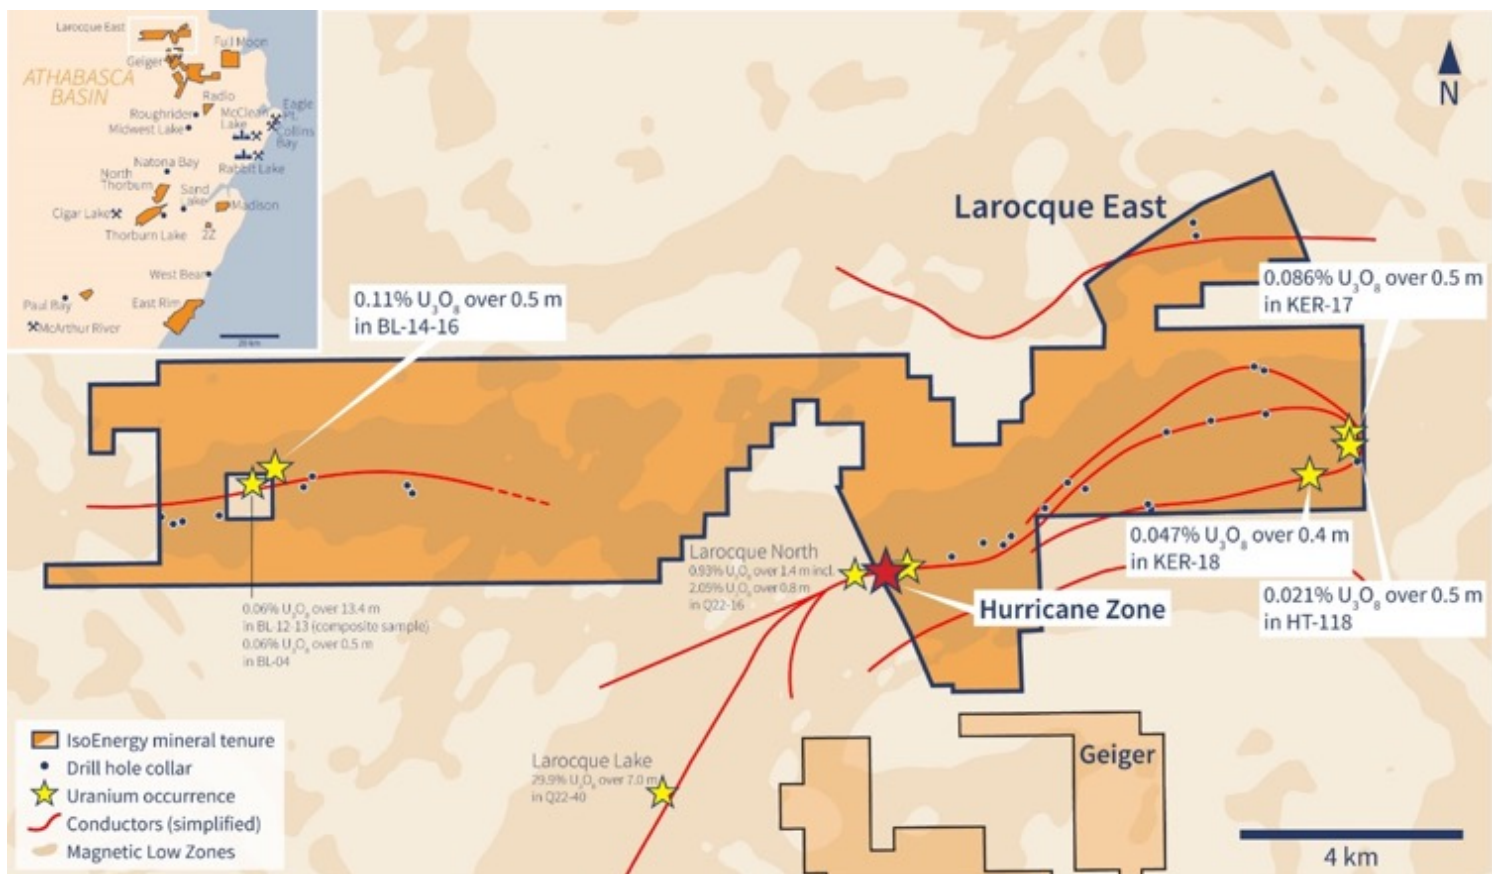 Larocque East
Full Moon
Geiger
ATHABASCA
BASIN
Radio
Roughrider
McClean
Lake
Eagle
Pt.
Midwest Lake
Collins
Bay
Natona Bay
Rabbit Lake
North
Thorburn
Sand
Lake
Cigar Lake
Madison
Thorburn Lake
2Z
West Bear
Paul Bay
East Rim
McArthur River
20 km
N
Larocque East
0.11% U3O8 over 0.5 m
in BL-14-16
0.086% U3O8 over 0.5 m
in KER-17
0.047% U3O8 over 0.4 m
in KER-18
0.021% U3O8 over 0.5 m
in HT-118
Larocque North
0.93% U3O8 over 1.4 m incl.
2.05% U3O8 over 0.8 m
in Q22-16
Hurricane Zone
0.06% U3O8 over 13.4 m
in BL-12-13 (composite sample)
0.06% U3O8 over 0.5 m
in BL-04
Larocque Lake
29.9% U3O8 over 7.0 m
in Q22-40
Geiger
IsoEnergy mineral tenure
Drill hole collar
Uranium occurrence
Conductors (simplified)
Magnetic Low Zones
4 km